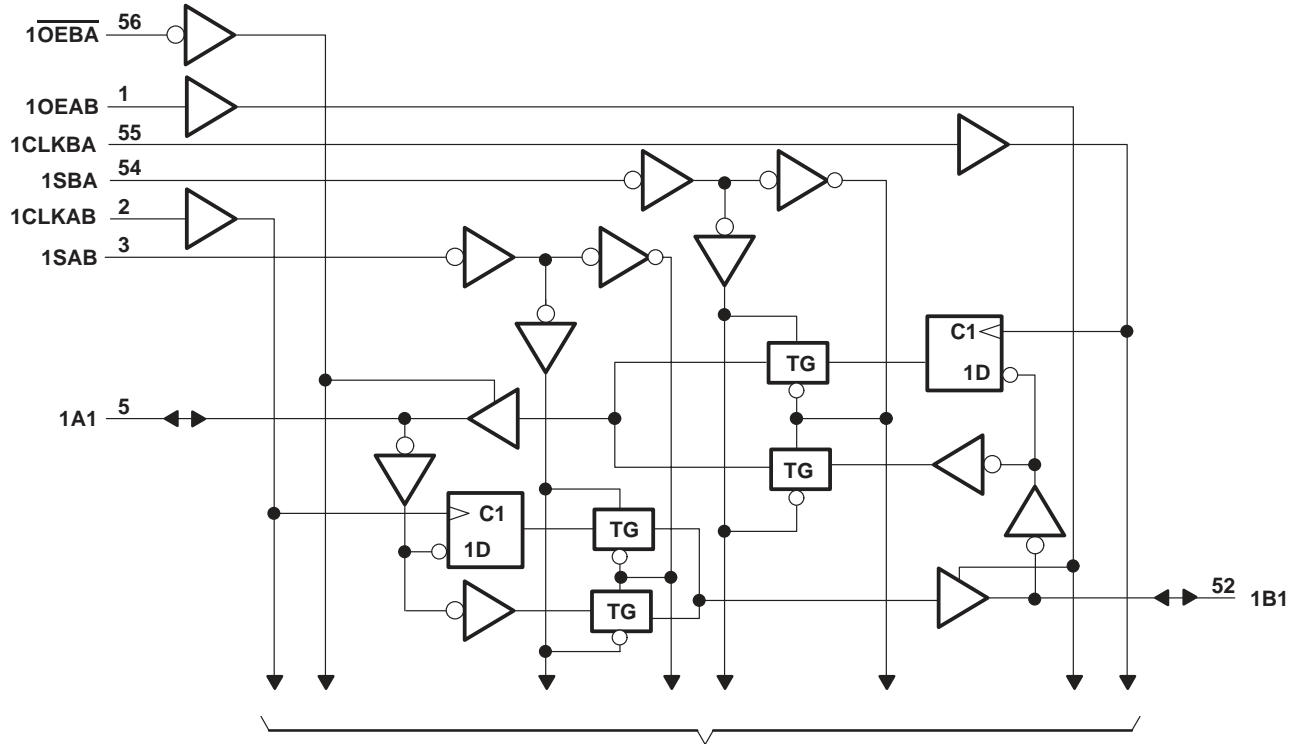 1O̅E̅B̅A̅ 56
1OEAB 1
1CLKBA 55
1SBA 54
1CLKAB 2
1SAB 3
C1
1D
TG
1A1 5
TG
C1
1D
TG
TG
52 1B1